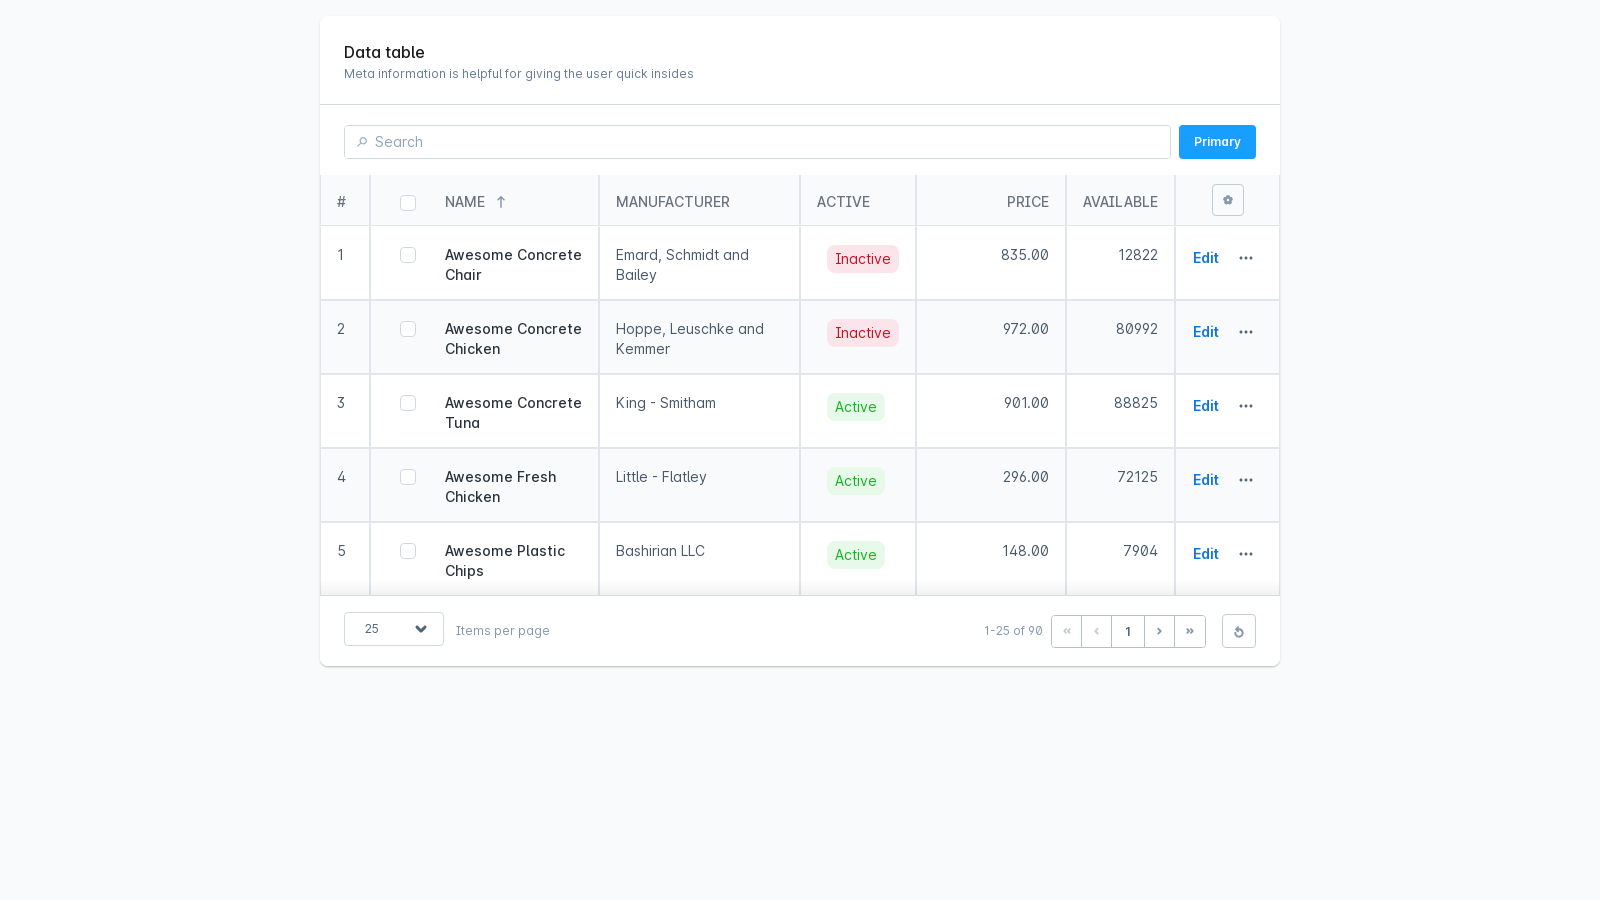 Data table
Meta information is helpful for giving the user quick insides
Search
Primary
# NAME MANUFACTURER ACTIVE PRICE AVAILABLE
1 Awesome Concrete Chair Emard, Schmidt and Bailey Inactive 835.00 12822 Edit
2 Awesome Concrete Chicken Hoppe, Leuschke and Kemmer Inactive 972.00 80992 Edit
3 Awesome Concrete Tuna King - Smitham Active 901.00 88825 Edit
4 Awesome Fresh Chicken Little - Flatley Active 296.00 72125 Edit
5 Awesome Plastic Chips Bashirian LLC Active 148.00 7904 Edit
25 Items per page 1-25 of 90 « ‹ 1 › »